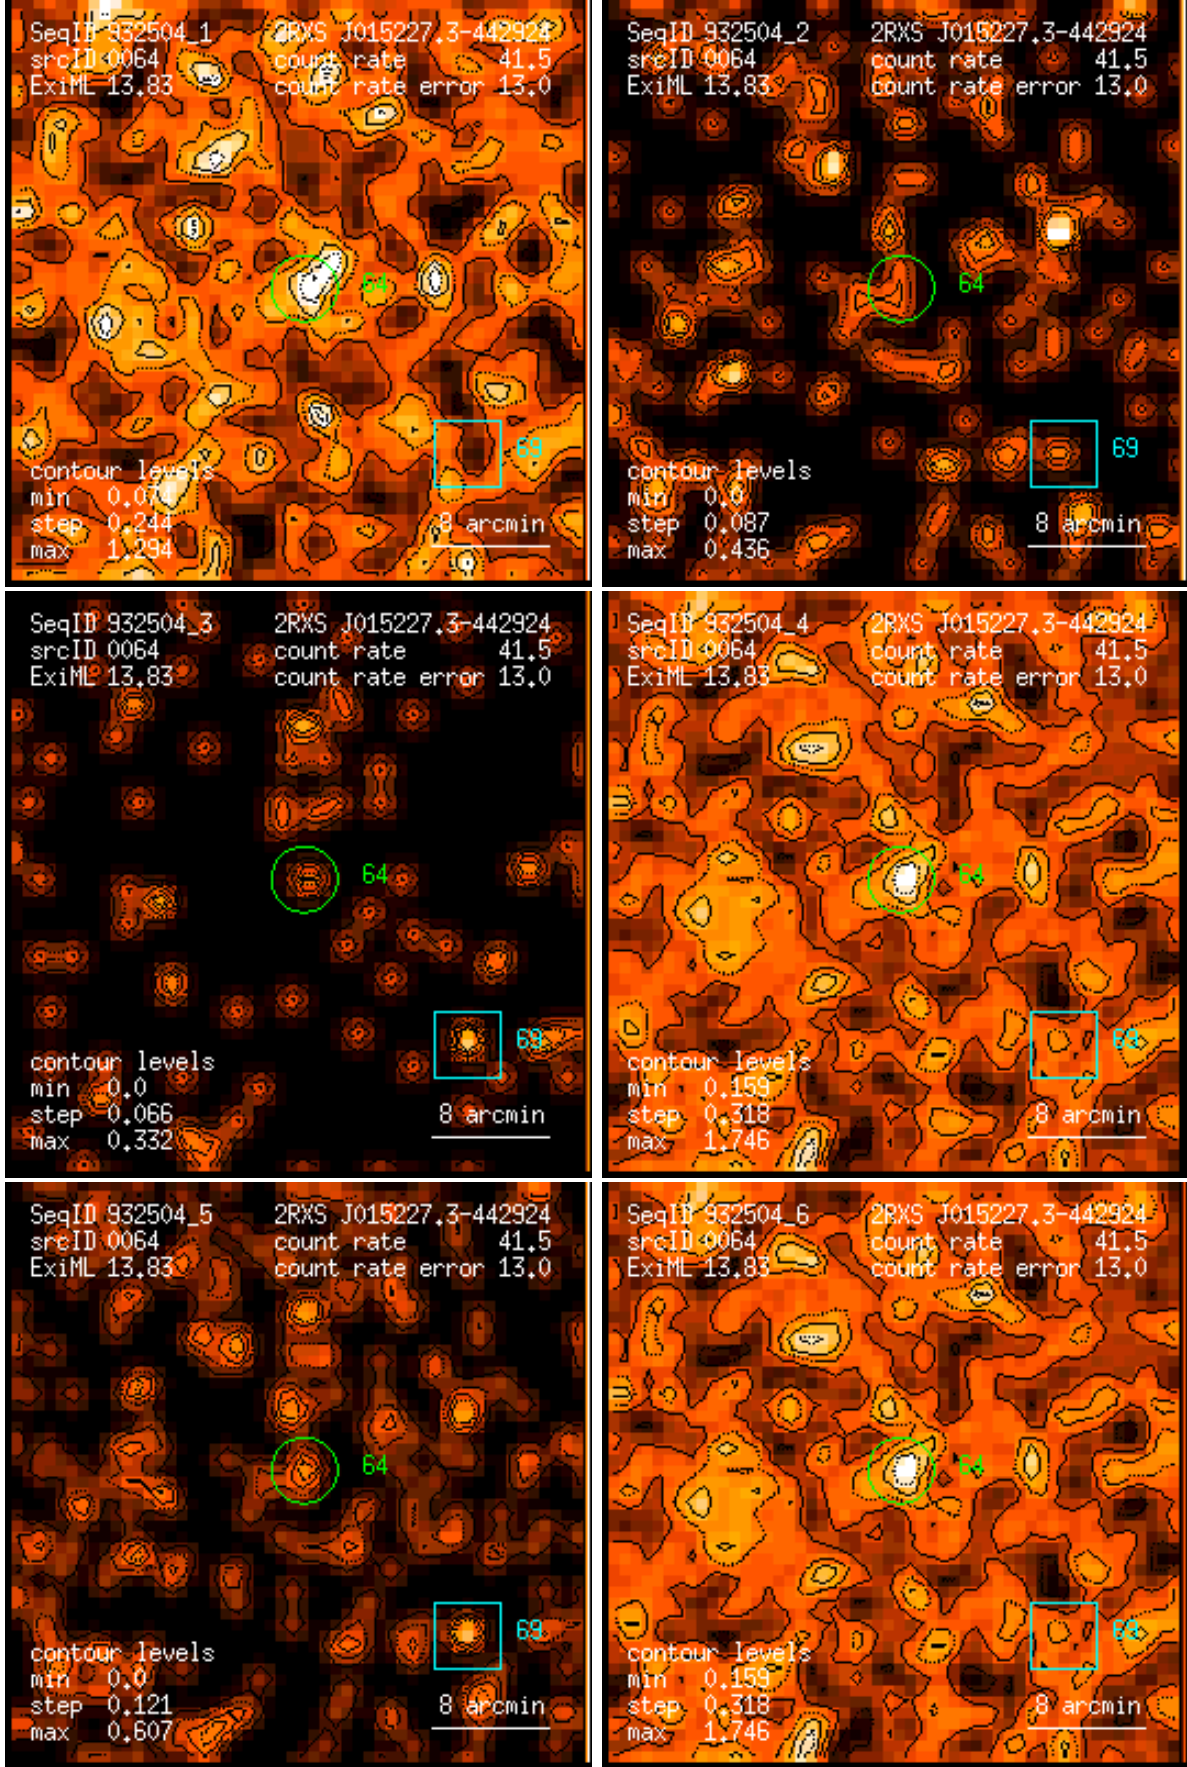 SeqID 932504_1 2RXS J015227.3-442924
srcID 0064 count rate 41.5
ExiML 13.83 count rate error 13.0
64
69
contour levels
min 0.074
step 0.244
max 1.294
8 arcmin
SeqID 932504_2 2RXS J015227.3-442924
srcID 0064 count rate 41.5
ExiML 13.83 count rate error 13.0
64
69
contour levels
min 0.0
step 0.087
max 0.436
8 arcmin
SeqID 932504_3 2RXS J015227.3-442924
srcID 0064 count rate 41.5
ExiML 13.83 count rate error 13.0
64
69
contour levels
min 0.0
step 0.066
max 0.332
8 arcmin
SeqID 932504_4 2RXS J015227.3-442924
srcID 0064 count rate 41.5
ExiML 13.83 count rate error 13.0
64
69
contour levels
min 0.159
step 0.318
max 1.746
8 arcmin
SeqID 932504_5 2RXS J015227.3-442924
srcID 0064 count rate 41.5
ExiML 13.83 count rate error 13.0
64
69
contour levels
min 0.0
step 0.121
max 0.607
8 arcmin
SeqID 932504_6 2RXS J015227.3-442924
srcID 0064 count rate 41.5
ExiML 13.83 count rate error 13.0
64
69
contour levels
min 0.159
step 0.318
max 1.746
8 arcmin